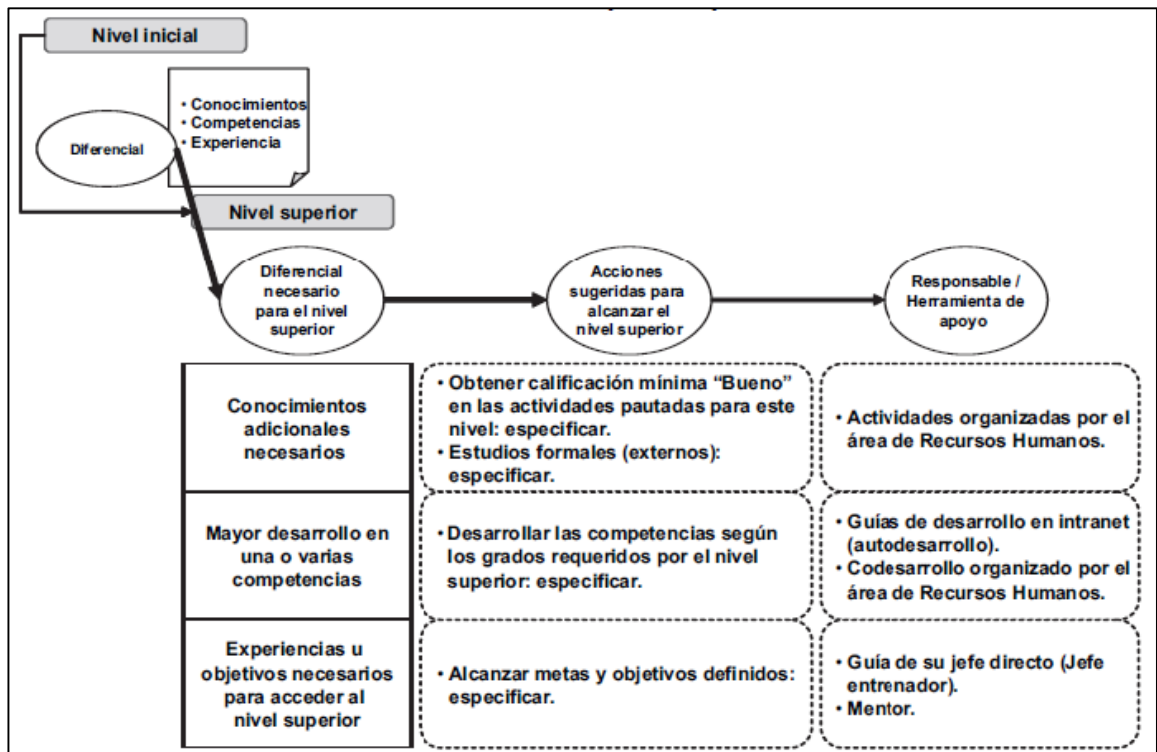 Nivel inicial
• Conocimientos
• Competencias
• Experiencia
Diferencial
Nivel superior
Diferencial
necesario
para el nivel
superior
Acciones
sugeridas para
alcanzar el
nivel superior
Responsable /
Herramienta de
apoyo
Conocimientos
adicionales
necesarios
• Obtener calificación mínima “Bueno”
en las actividades pautadas para este
nivel: especificar.
• Estudios formales (externos):
especificar.
• Actividades organizadas por el
área de Recursos Humanos.
Mayor desarrollo en
una o varias
competencias
• Desarrollar las competencias según
los grados requeridos por el nivel
superior: especificar.
• Guías de desarrollo en intranet
(autodesarrollo).
• Codesarrollo organizado por el
área de Recursos Humanos.
Experiencias u
objetivos necesarios
para acceder al
nivel superior
• Alcanzar metas y objetivos definidos:
especificar.
• Guía de su jefe directo (Jefe
entrenador).
• Mentor.